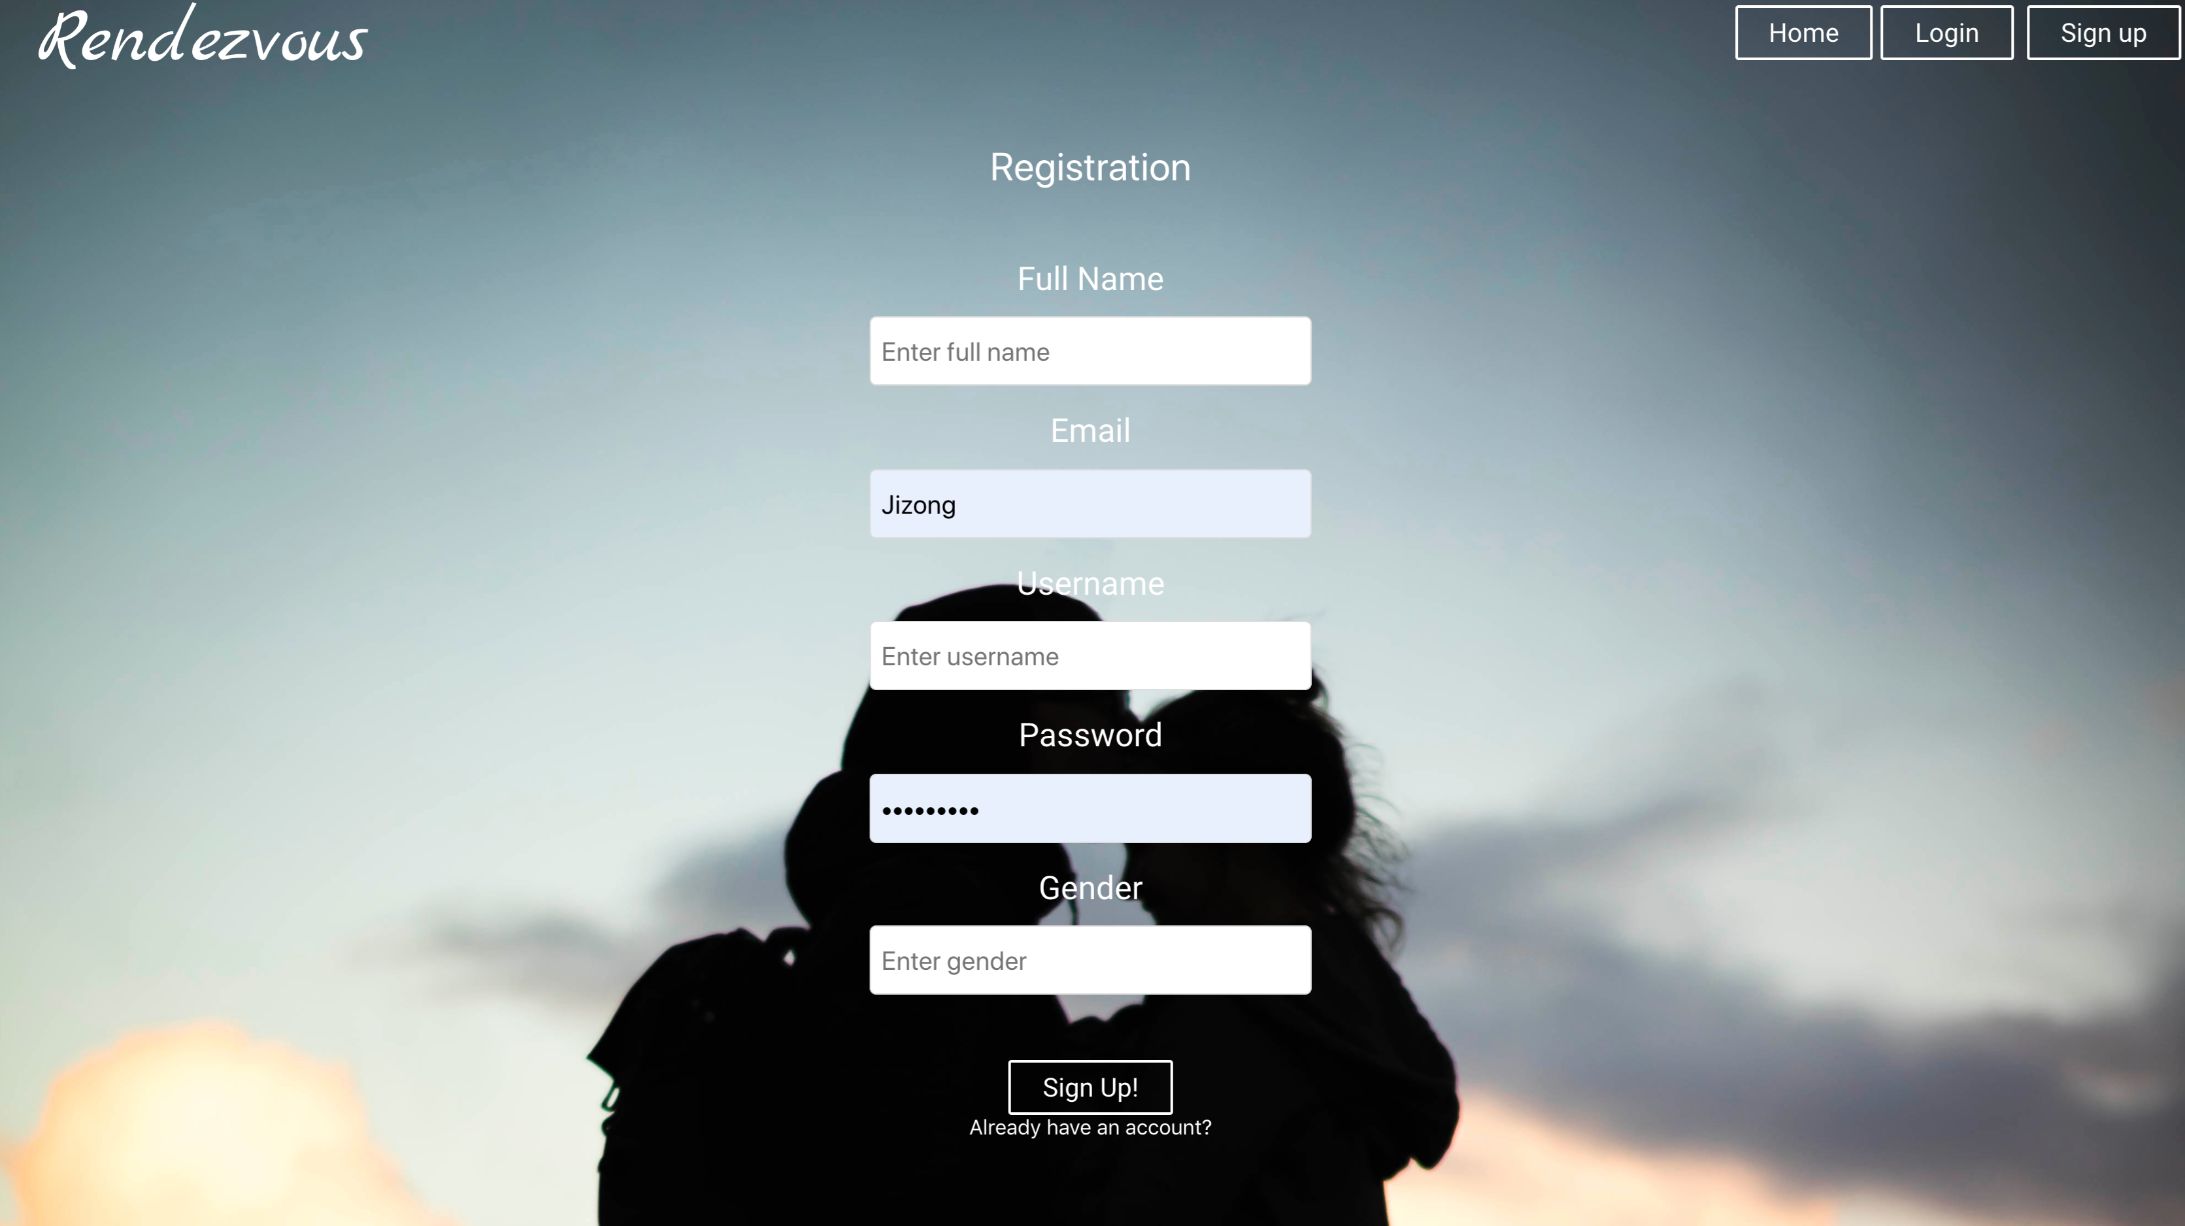 Rendezvous
Home Login Sign up
Registration
Full Name
Enter full name
Email
Jizong
Username
Enter username
Password
•••••••••
Gender
Enter gender
Sign Up!
Already have an account?